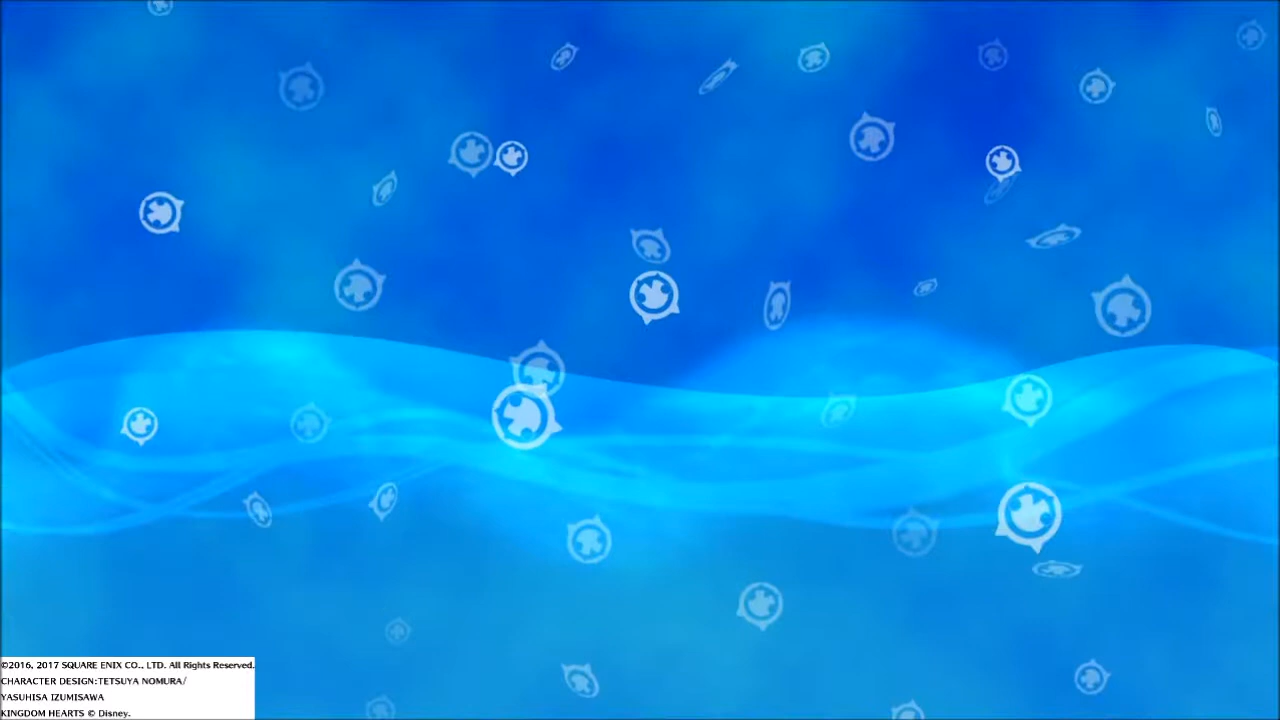 ©2016, 2017 SQUARE ENIX CO., LTD. All Rights Reserved.
CHARACTER DESIGN:TETSUYA NOMURA/
YASUHISA IZUMISAWA
KINGDOM HEARTS © Disney.